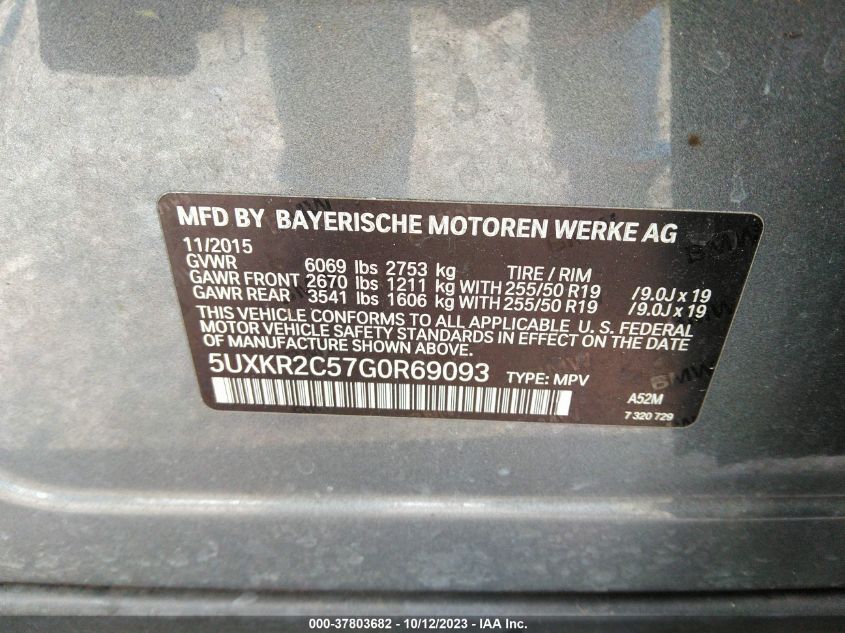 MFD BY BAYERISCHE MOTOREN WERKE AG
11/2015
GVWR 6069 lbs 2753 kg TIRE / RIM
GAWR FRONT 2670 lbs 1211 kg WITH 255/50 R19 /9.0J x 19
GAWR REAR 3541 lbs 1606 kg WITH 255/50 R19 /9.0J x 19
THIS VEHICLE CONFORMS TO ALL APPLICABLE U. S. FEDERAL
MOTOR VEHICLE SAFETY STANDARDS IN EFFECT ON THE DATE
OF MANUFACTURE SHOWN ABOVE.
5UXKR2C57G0R69093 TYPE: MPV
A52M
7 320 729
000-37803682 - 10/12/2023 - © IAA Inc.